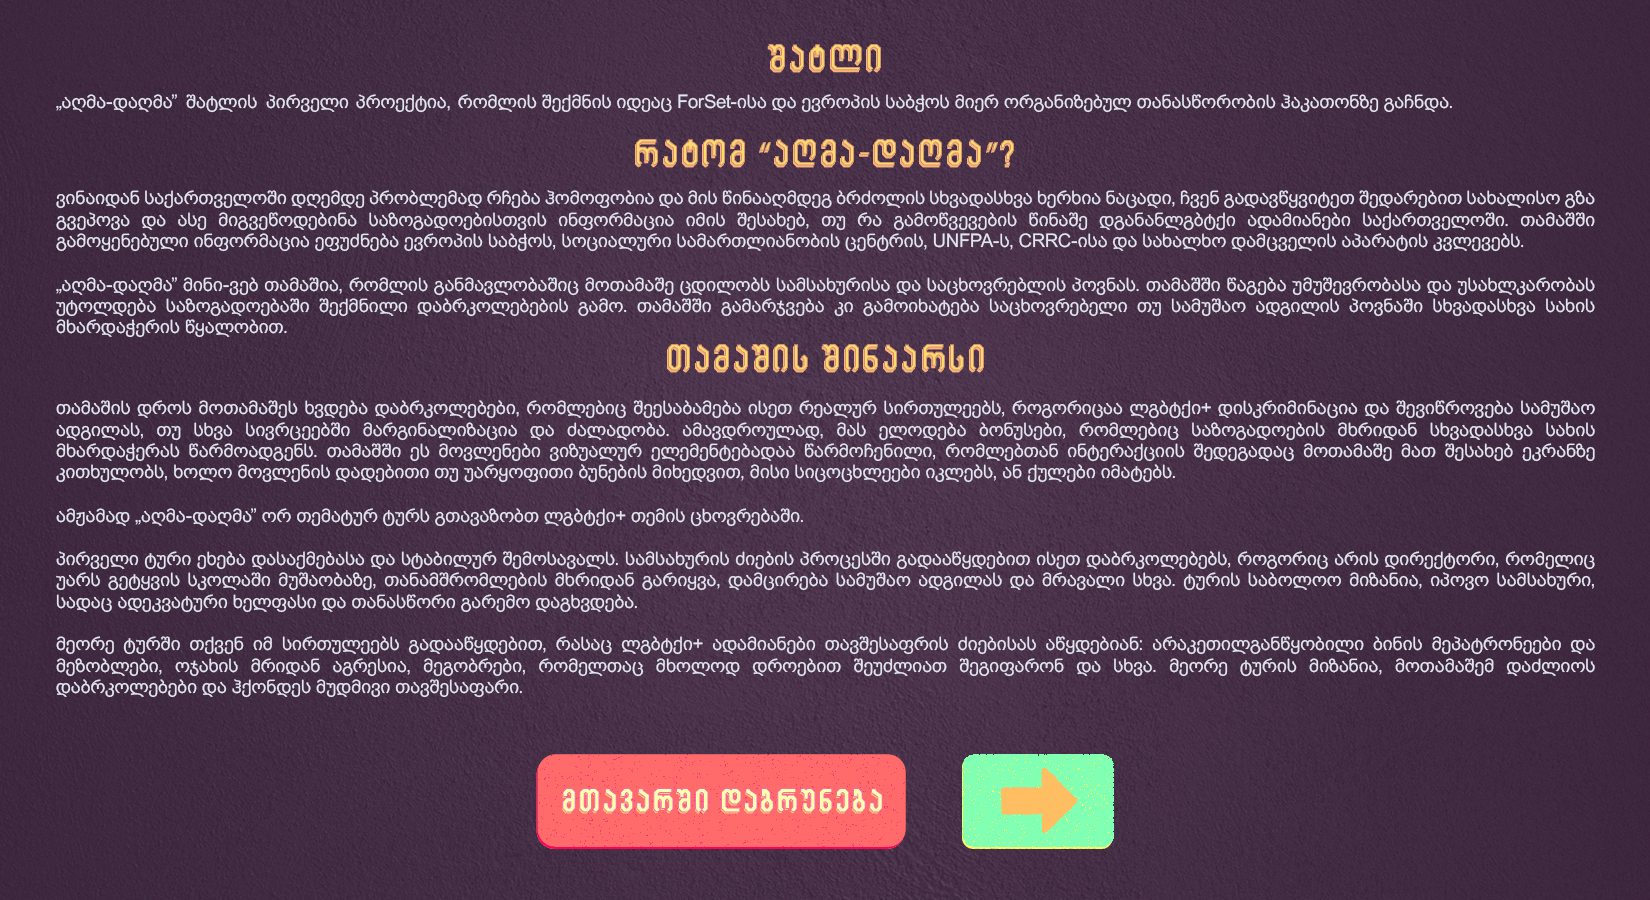 შატლი
„აღმა-დაღმა” შატლის პირველი პროექტია, რომლის შექმნის იდეაც ForSet-ისა და ევროპის საბჭოს მიერ ორგანიზებულ თანასწორობის ჰაკათონზე გაჩნდა.
რატომ “აღმა-დაღმა”?
ვინაიდან საქართველოში დღემდე პრობლემად რჩება ჰომოფობია და მის წინააღმდეგ ბრძოლის სხვადასხვა ხერხია ნაცადი, ჩვენ გადავწყვიტეთ შედარებით სახალისო გზა
გვეპოვა და ასე მიგვეწოდებინა საზოგადოებისთვის ინფორმაცია იმის შესახებ, თუ რა გამოწვევების წინაშე დგანანლგბტქი ადამიანები საქართველოში. თამაშში
გამოყენებული ინფორმაცია ეფუძნება ევროპის საბჭოს, სოციალური სამართლიანობის ცენტრის, UNFPA-ს, CRRC-ისა და სახალხო დამცველის აპარატის კვლევებს.
„აღმა-დაღმა” მინი-ვებ თამაშია, რომლის განმავლობაშიც მოთამაშე ცდილობს სამსახურისა და საცხოვრებლის პოვნას. თამაშში წაგება უმუშევრობასა და უსახლკარობას
უტოლდება საზოგადოებაში შექმნილი დაბრკოლებების გამო. თამაშში გამარჯვება კი გამოიხატება საცხოვრებელი თუ სამუშაო ადგილის პოვნაში სხვადასხვა სახის
მხარდაჭერის წყალობით.
თამაშის შინაარსი
თამაშის დროს მოთამაშეს ხვდება დაბრკოლებები, რომლებიც შეესაბამება ისეთ რეალურ სირთულეებს, როგორიცაა ლგბტქი+ დისკრიმინაცია და შევიწროვება სამუშაო
ადგილას, თუ სხვა სივრცეებში მარგინალიზაცია და ძალადობა. ამავდროულად, მას ელოდება ბონუსები, რომლებიც საზოგადოების მხრიდან სხვადასხვა სახის
მხარდაჭერას წარმოადგენს. თამაშში ეს მოვლენები ვიზუალურ ელემენტებადაა წარმოჩენილი, რომლებთან ინტერაქციის შედეგადაც მოთამაშე მათ შესახებ ეკრანზე
კითხულობს, ხოლო მოვლენის დადებითი თუ უარყოფითი ბუნების მიხედვით, მისი სიცოცხლეები იკლებს, ან ქულები იმატებს.
ამჟამად „აღმა-დაღმა” ორ თემატურ ტურს გთავაზობთ ლგბტქი+ თემის ცხოვრებაში.
პირველი ტური ეხება დასაქმებასა და სტაბილურ შემოსავალს. სამსახურის ძიების პროცესში გადააწყდებით ისეთ დაბრკოლებებს, როგორიც არის დირექტორი, რომელიც
უარს გეტყვის სკოლაში მუშაობაზე, თანამშრომლების მხრიდან გარიყვა, დამცირება სამუშაო ადგილას და მრავალი სხვა. ტურის საბოლოო მიზანია, იპოვო სამსახური,
სადაც ადეკვატური ხელფასი და თანასწორი გარემო დაგხვდება.
მეორე ტურში თქვენ იმ სირთულეებს გადააწყდებით, რასაც ლგბტქი+ ადამიანები თავშესაფრის ძიებისას აწყდებიან: არაკეთილგანწყობილი ბინის მეპატრონეები და
მეზობლები, ოჯახის მრიდან აგრესია, მეგობრები, რომელთაც მხოლოდ დროებით შეუძლიათ შეგიფარონ და სხვა. მეორე ტურის მიზანია, მოთამაშემ დაძლიოს
დაბრკოლებები და ჰქონდეს მუდმივი თავშესაფარი.
მთავარში დაბრუნება